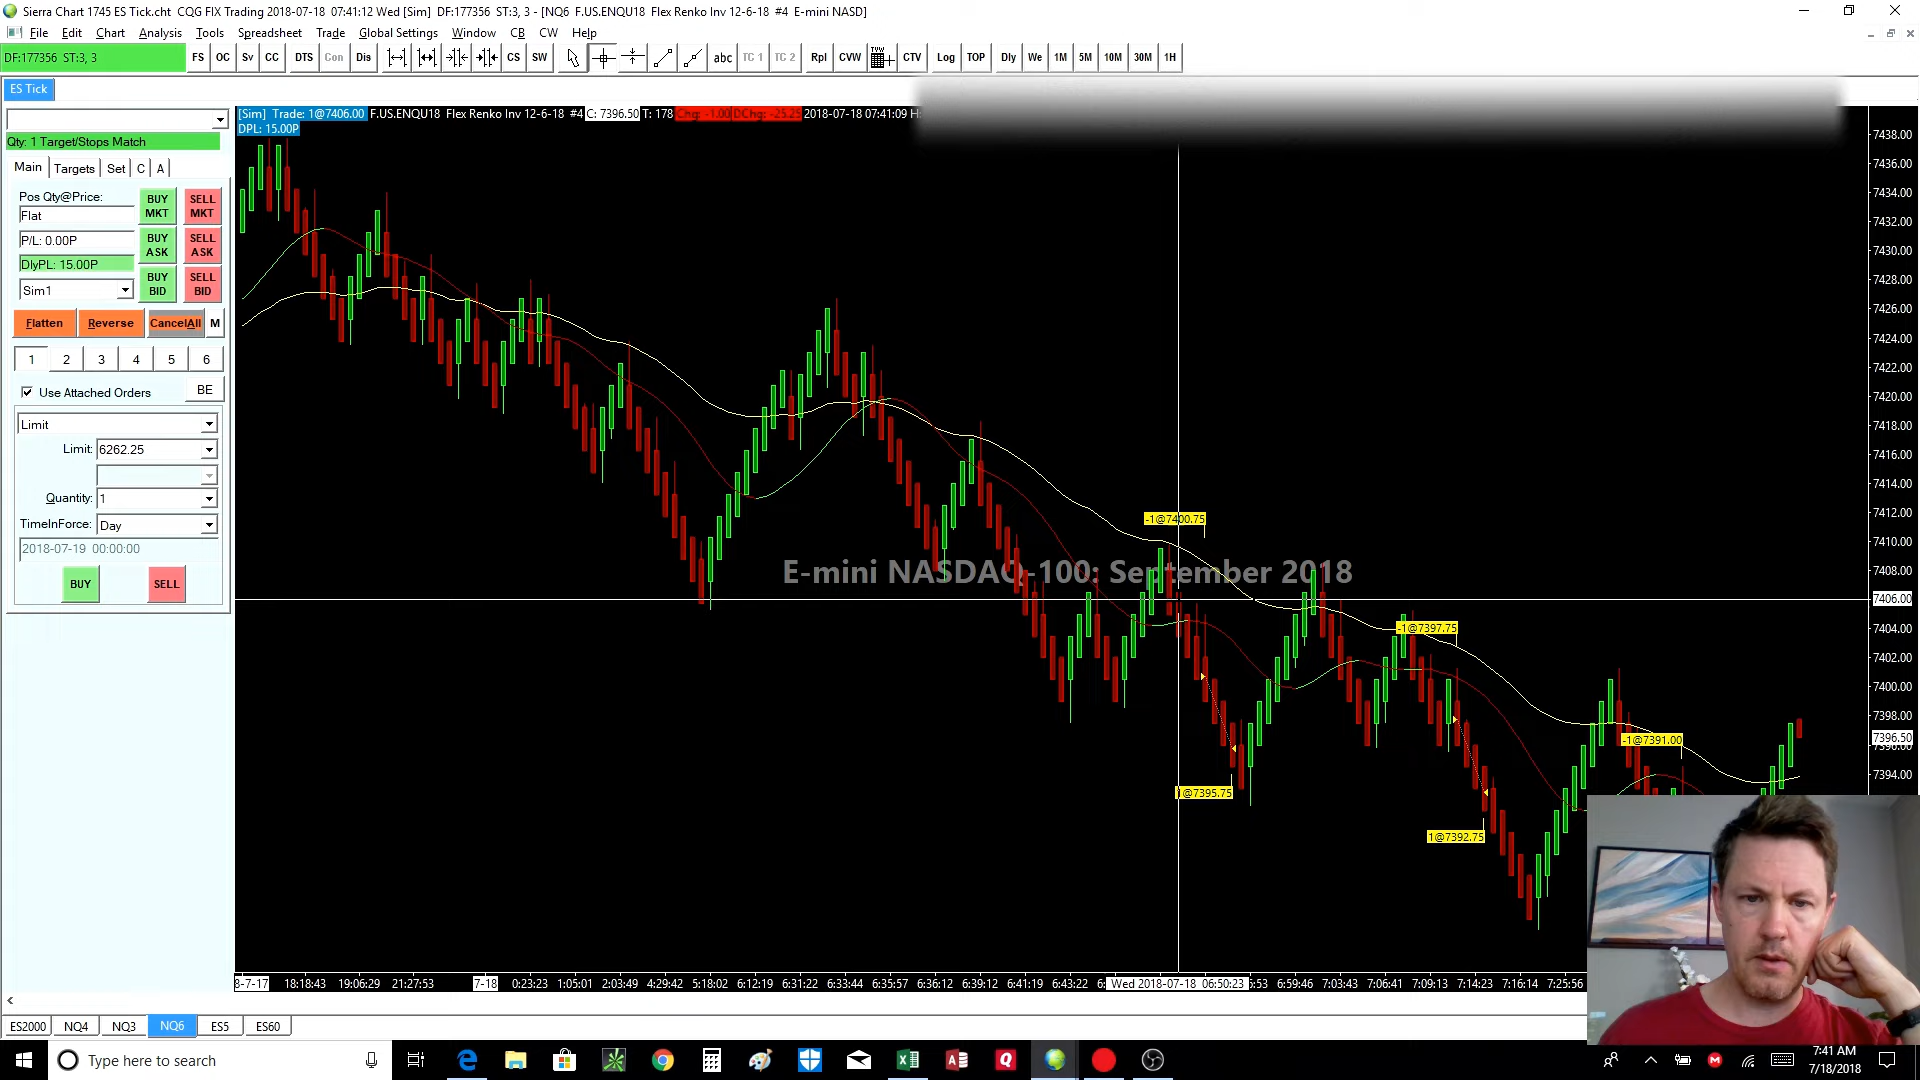 Sierra Chart 1745 ES Tick.cht  CQG FIX Trading 2018-07-18  07:41:12 Wed [Sim]  DF:177356  ST:3, 3 - [NQ6  F.US.ENQU18  Flex Renko Inv 12-6-18  #4  E-mini NASD]
File Edit Chart Analysis Tools Spreadsheet Trade Global Settings Window CB CW Help
DF:177356  ST:3, 3 FS OC Sv CC DTS Con Dis CS SW abc TC 1 TC 2 Rpl CVW CTV Log TOP Dly We 1M 5M 10M 30M 1H
ES Tick
[Sim]  Trade: 1@7406.00 F.US.ENQU18  Flex Renko Inv 12-6-18  #4 C: 7396.50 T: 178 Chg: -1.00 DChg: -25.25 2018-07-18 07:41:09 H:
DPL: 15.00P
Qty: 1 Target/Stops Match
Main Targets Set C A
Pos Qty@Price:
Flat
BUY MKT
SELL MKT
P/L: 0.00P
BUY ASK
SELL ASK
DlyPL: 15.00P
Sim1
BUY BID
SELL BID
Flatten Reverse CancelAll M
1 2 3 4 5 6
Use Attached Orders BE
Limit
Limit: 6262.25
Quantity: 1
TimeInForce: Day
2018-07-19  00:00:00
BUY SELL
7438.00
7436.00
7434.00
7432.00
7430.00
7428.00
7426.00
7424.00
7422.00
7420.00
7418.00
7416.00
7414.00
7412.00
7410.00
7408.00
7406.00
7404.00
7402.00
7400.00
7398.00
7396.50
7396.00
7394.00
-1@7400.75
E-mini NASDAQ-100: September 2018
-1@7397.75
-1@7391.00
1@7395.75
1@7392.75
8-7-17 18:18:43 19:06:29 21:27:53 7-18 0:23:23 1:05:01 2:03:49 4:29:42 5:18:02 6:12:19 6:31:22 6:33:44 6:35:57 6:36:12 6:39:12 6:41:19 6:43:22 Wed 2018-07-18  06:50:23 6:59:46 7:03:43 7:06:41 7:09:13 7:14:23 7:16:14 7:25:56
ES2000 NQ4 NQ3 NQ6 ES5 ES60
Type here to search
7:41 AM
7/18/2018